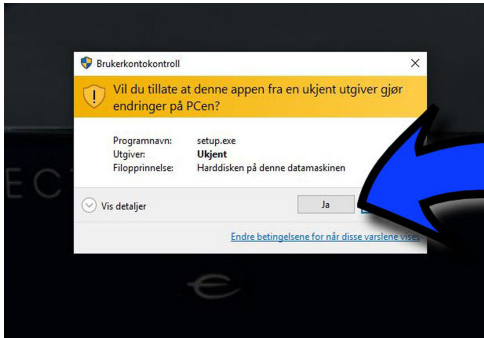 Brukerkontokontroll
Vil du tillate at denne appen fra en ukjent utgiver gjør
endringer på PCen?
Programnavn: setup.exe
Utgiver: Ukjent
Filopprinnelse: Harddisken på denne datamaskinen
Vis detaljer
Ja
Endre betingelsene for når disse varslene vises
EC